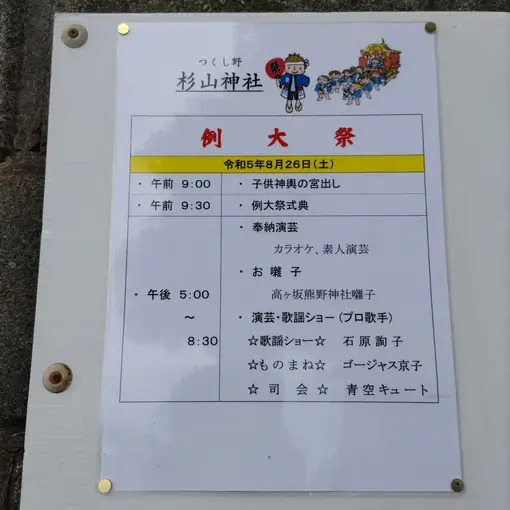 つくし野
杉山神社
祭
例大祭
令和5年8月26日(土)
・ 午前 9:00 ・ 子供神輿の宮出し
・ 午前 9:30 ・ 例大祭式典
・ 午後 5:00 ～ 8:30
・ 奉納演芸
カラオケ、素人演芸
・ お囃子
高ヶ坂熊野神社囃子
・ 演芸・歌謡ショー(プロ歌手)
☆歌謡ショー☆ 石原詢子
☆ものまね☆ ゴージャス京子
☆司会☆ 青空キュート